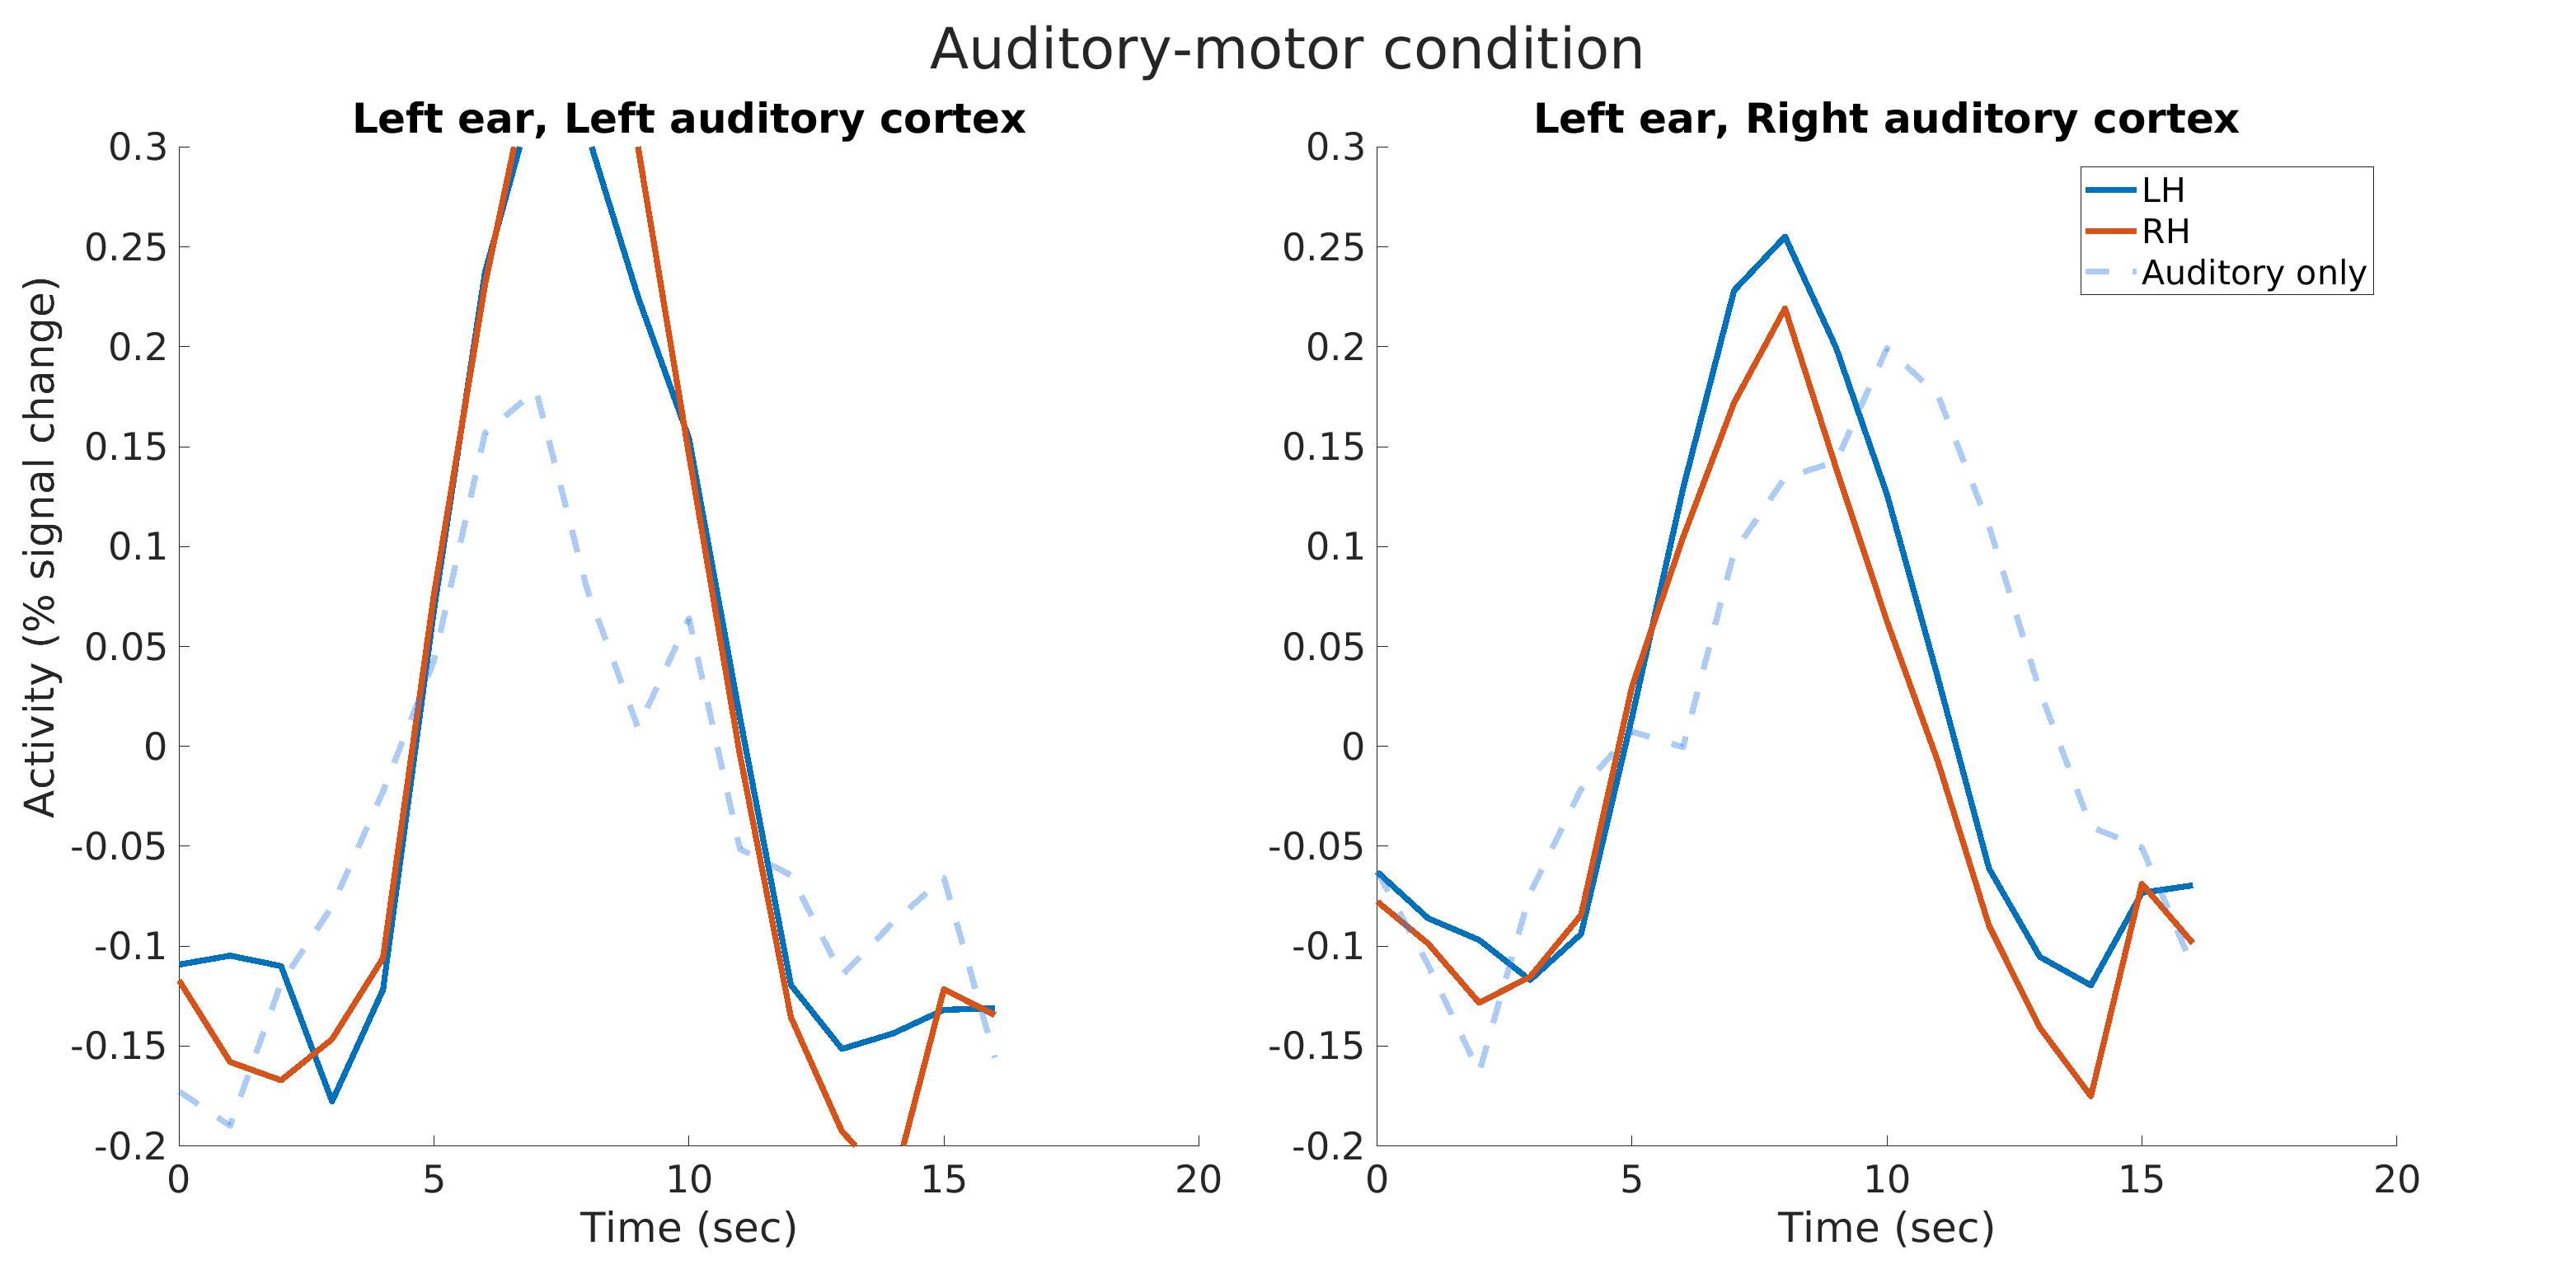 Auditory-motor condition
Left ear, Left auditory cortex
Activity (% signal change)
0.3
0.25
0.2
0.15
0.1
0.05
0
-0.05
-0.1
-0.15
-0.2
0 5 10 15 20
Time (sec)
Left ear, Right auditory cortex
0.3
0.25
0.2
0.15
0.1
0.05
0
-0.05
-0.1
-0.15
-0.2
0 5 10 15 20
Time (sec)
LH
RH
Auditory only